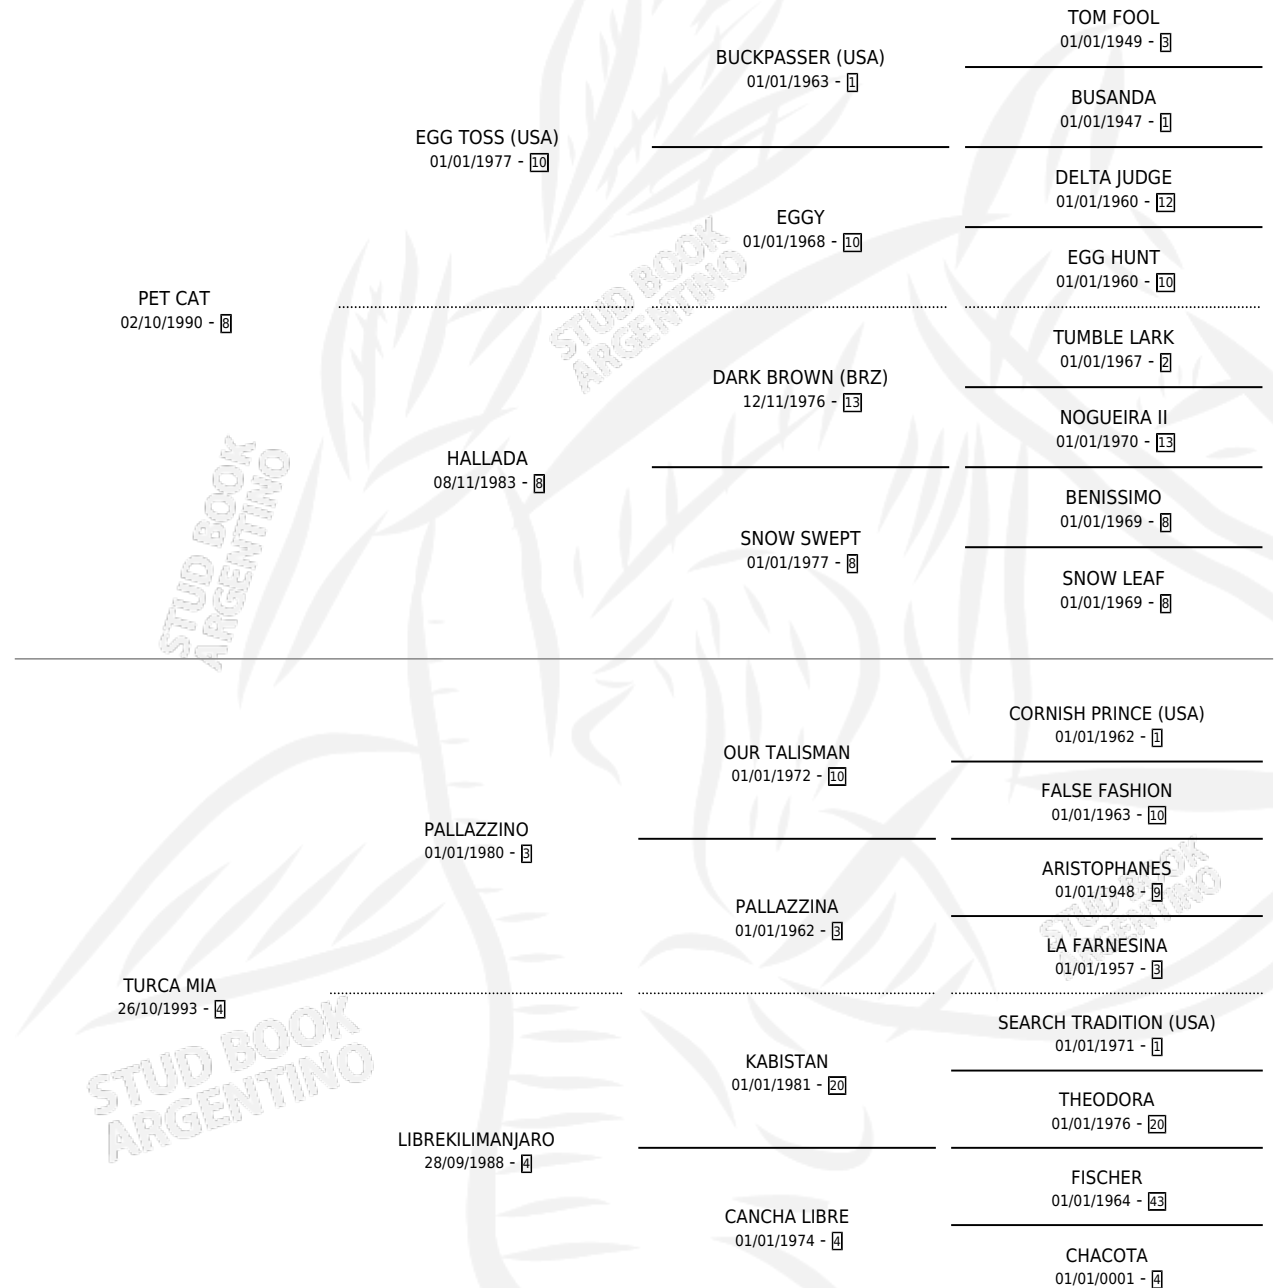 TOM FOOL
01/01/1949 - 3
BUCKPASSER (USA)
01/01/1963 - 1
BUSANDA
01/01/1947 - 1
EGG TOSS (USA)
01/01/1977 - 10
DELTA JUDGE
01/01/1960 - 12
EGGY
01/01/1968 - 10
EGG HUNT
01/01/1960 - 10
PET CAT
02/10/1990 - 8
TUMBLE LARK
01/01/1967 - 2
DARK BROWN (BRZ)
12/11/1976 - 13
NOGUEIRA II
01/01/1970 - 13
HALLADA
08/11/1983 - 8
BENISSIMO
01/01/1969 - 8
SNOW SWEPT
01/01/1977 - 8
SNOW LEAF
01/01/1969 - 8
STUD BOOK
ARGENTINO
STUD BOOK
ARGENTINO
CORNISH PRINCE (USA)
01/01/1962 - 1
OUR TALISMAN
01/01/1972 - 10
FALSE FASHION
01/01/1963 - 10
PALLAZZINO
01/01/1980 - 3
ARISTOPHANES
01/01/1948 - 9
PALLAZZINA
01/01/1962 - 3
LA FARNESINA
01/01/1957 - 3
TURCA MIA
26/10/1993 - 4
SEARCH TRADITION (USA)
01/01/1971 - 1
KABISTAN
01/01/1981 - 20
THEODORA
01/01/1976 - 20
LIBREKILIMANJARO
28/09/1988 - 4
FISCHER
01/01/1964 - 43
CANCHA LIBRE
01/01/1974 - 4
CHACOTA
01/01/0001 - 4
STUD BOOK
ARGENTINO
STUD BOOK
ARGENTINO